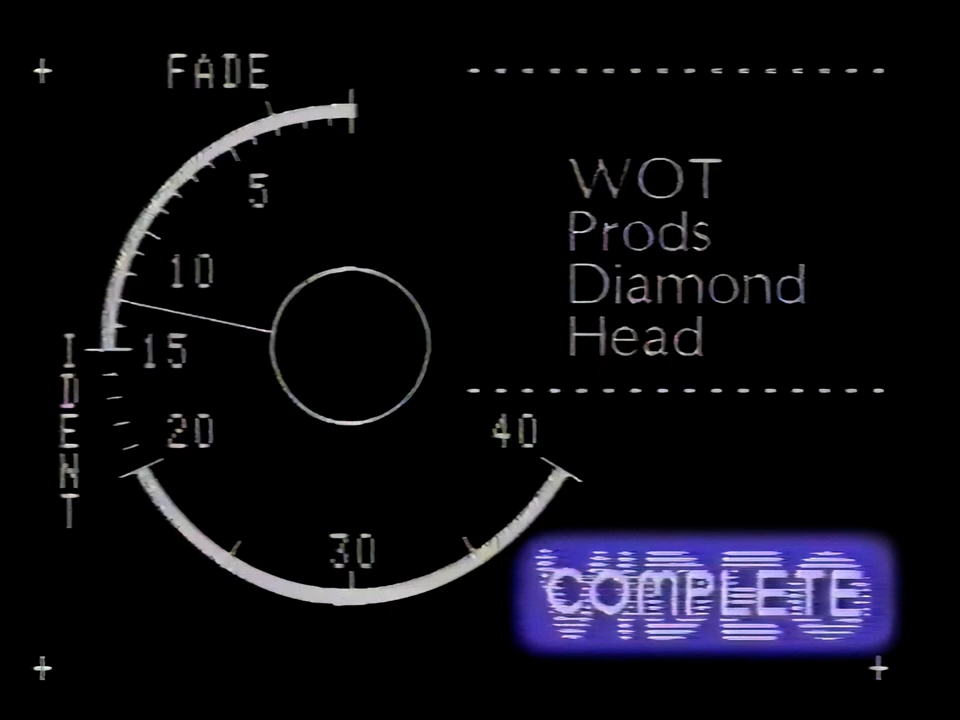 FADE
5
10
15
20
30
40
IDENT
WOT
Prods
Diamond
Head
VIDEO
COMPLETE